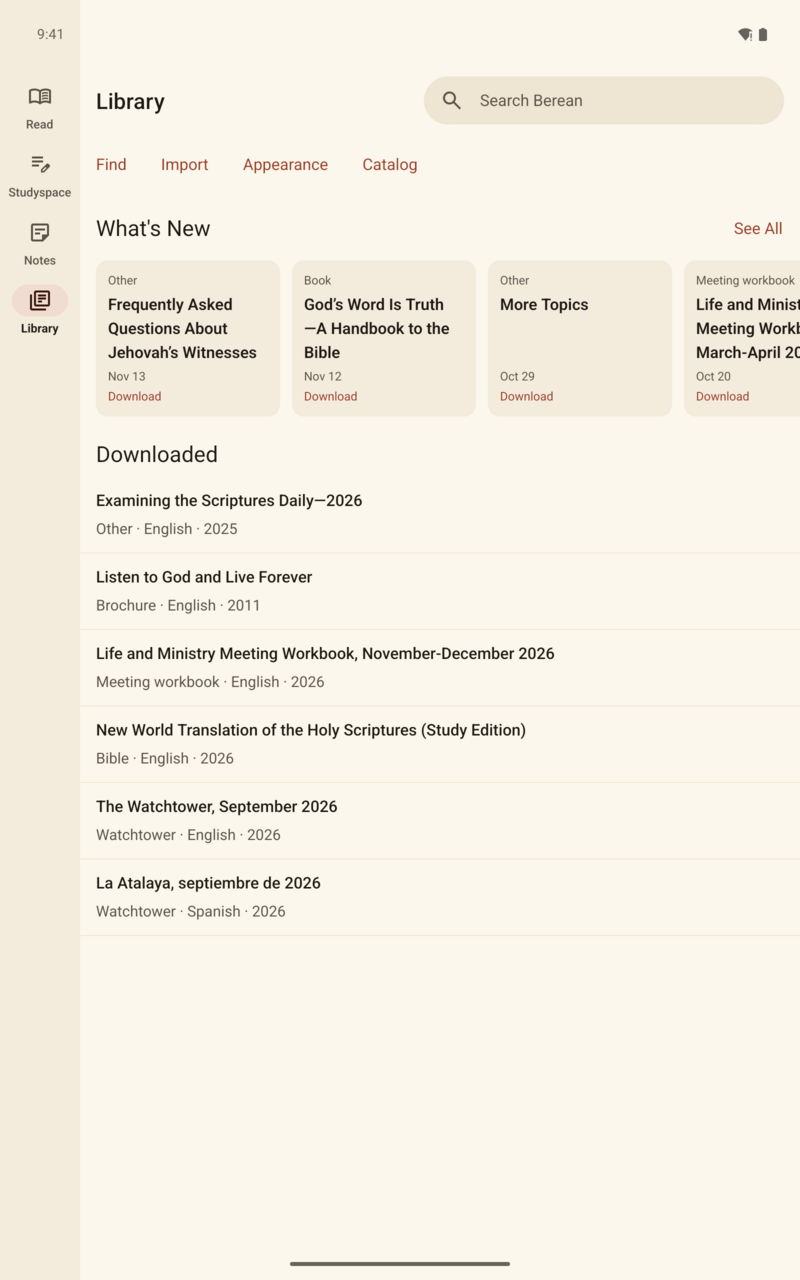 9:41
Read
Studyspace
Notes
Library
Library
Search Berean
Find Import Appearance Catalog
What's New
See All
Other
Frequently Asked
Questions About
Jehovah’s Witnesses
Nov 13
Download
Book
God’s Word Is Truth
—A Handbook to the
Bible
Nov 12
Download
Other
More Topics
Oct 29
Download
Meeting workbook
Life and
Meeting
March-April
Oct 20
Download
Downloaded
Examining the Scriptures Daily—2026
Other · English · 2025
Listen to God and Live Forever
Brochure · English · 2011
Life and Ministry Meeting Workbook, November-December 2026
Meeting workbook · English · 2026
New World Translation of the Holy Scriptures (Study Edition)
Bible · English · 2026
The Watchtower, September 2026
Watchtower · English · 2026
La Atalaya, septiembre de 2026
Watchtower · Spanish · 2026